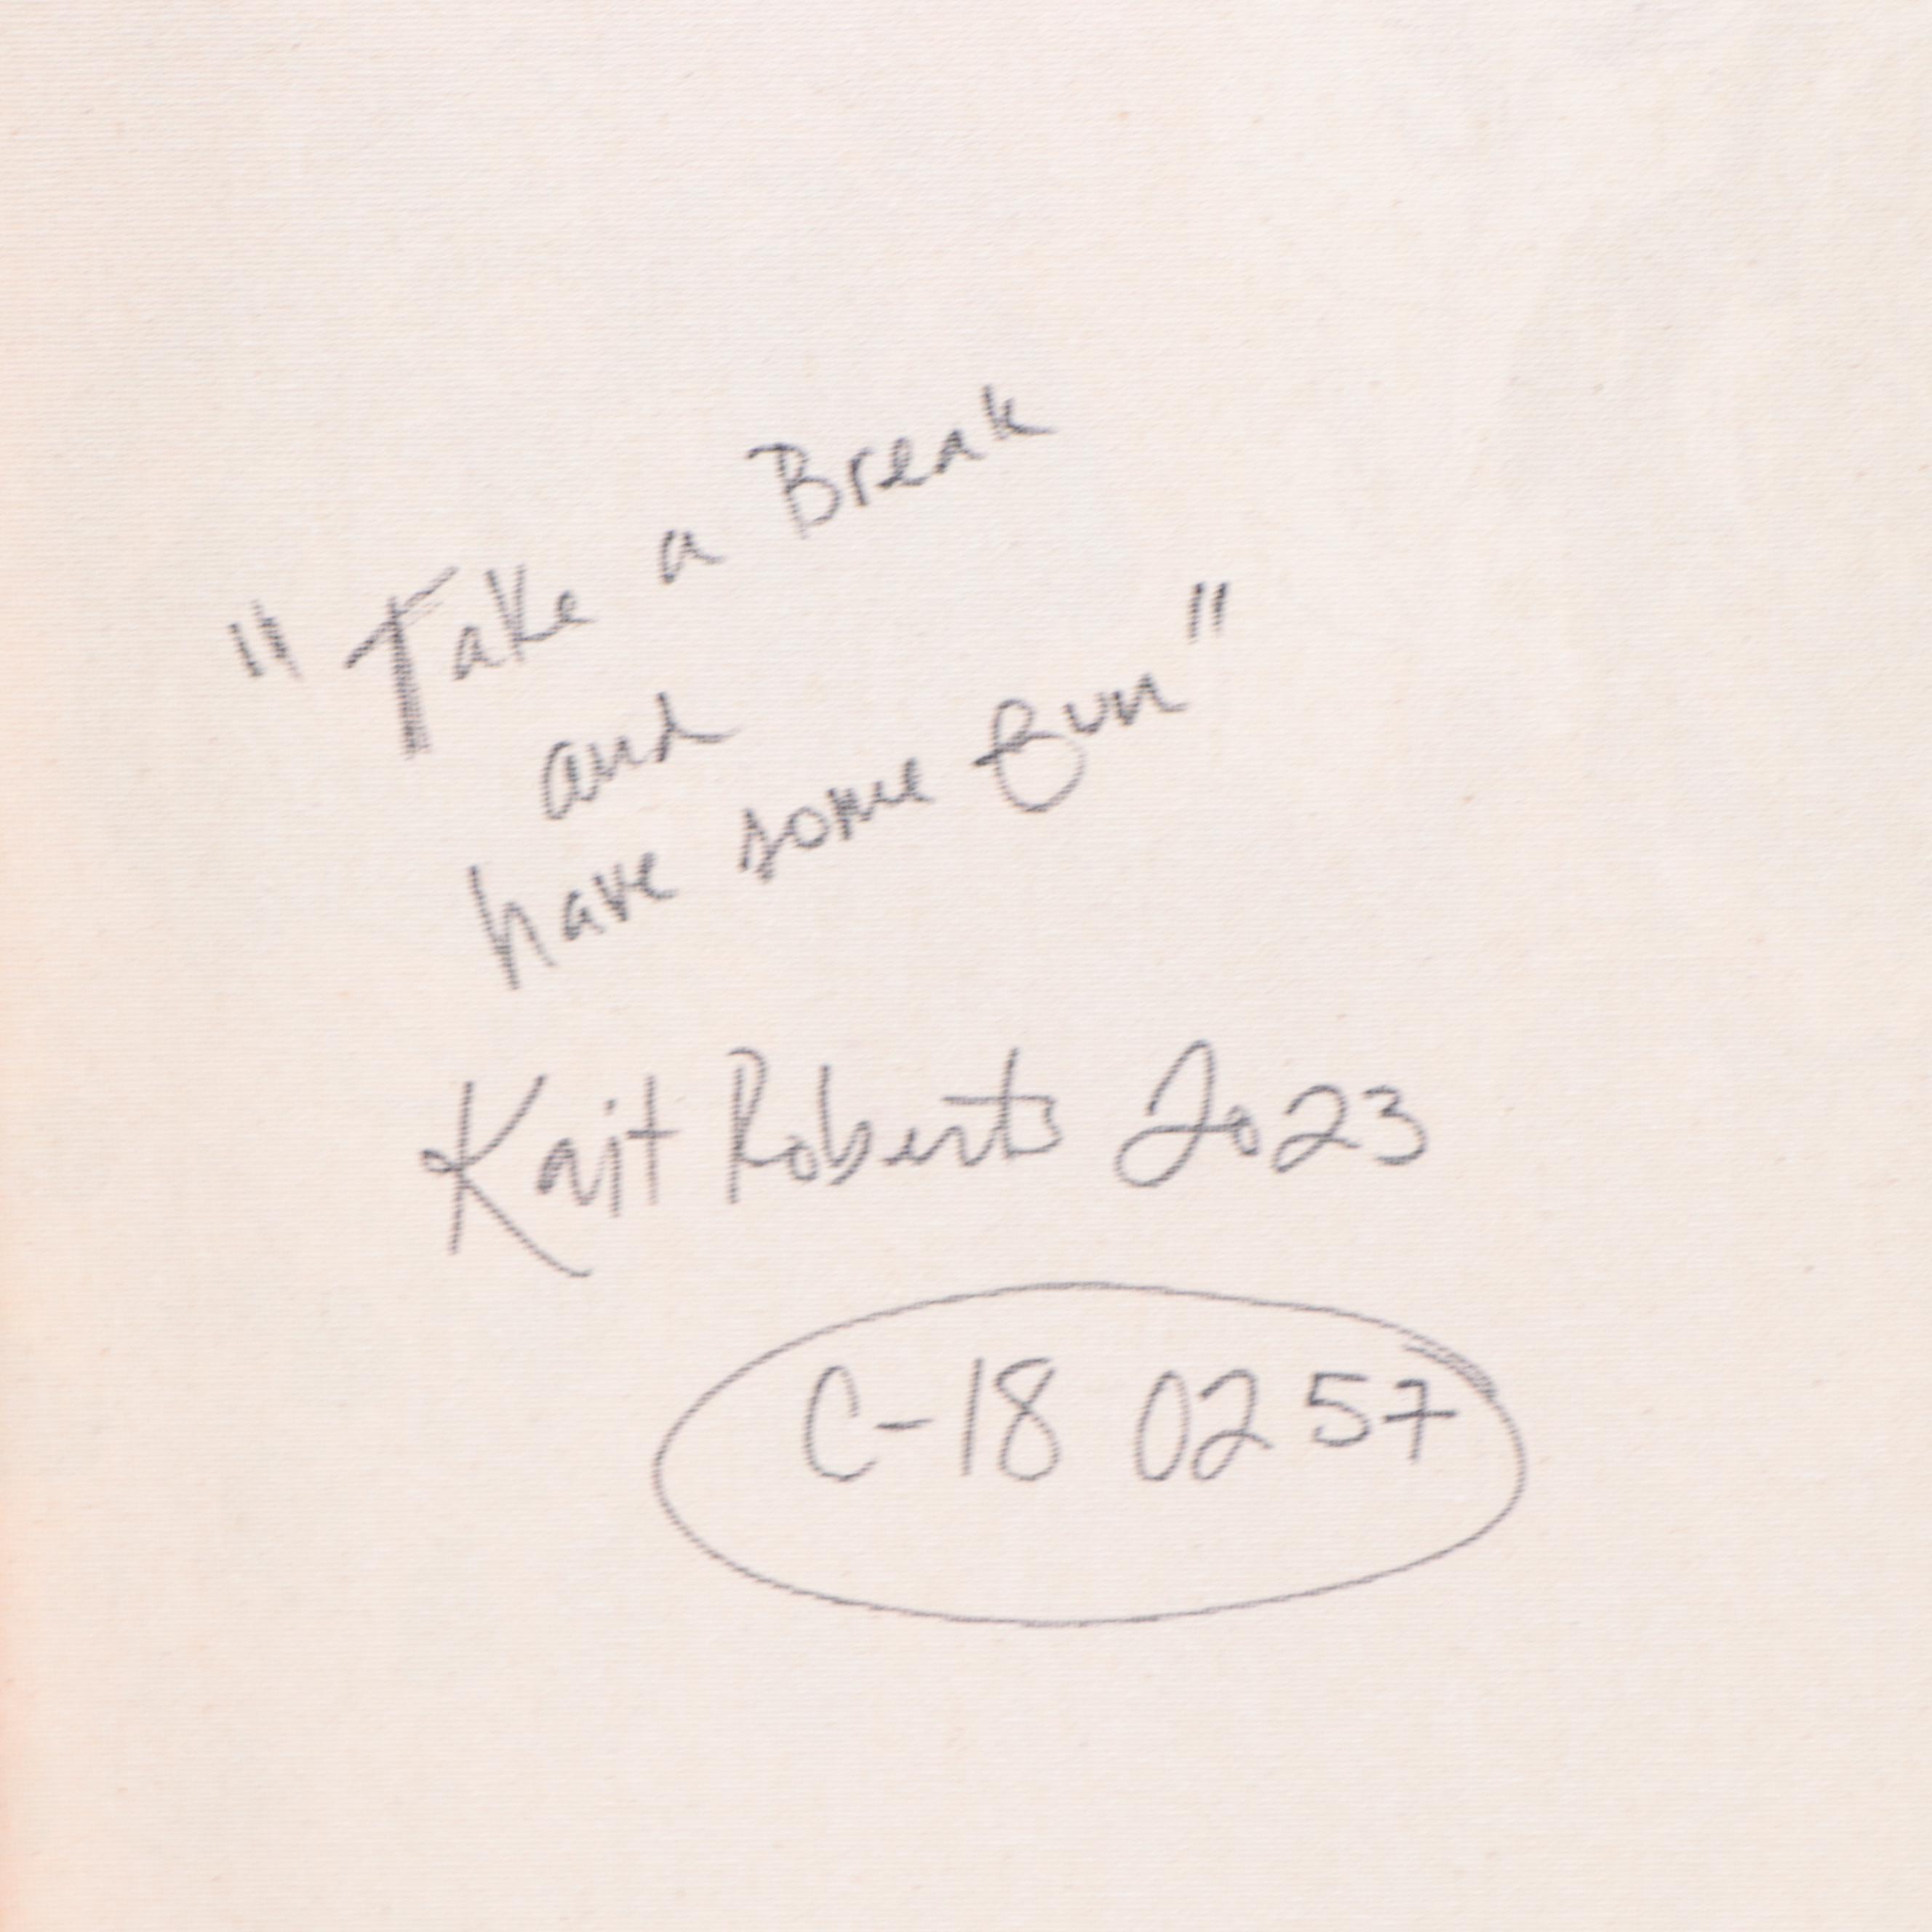 "Take a Break
and
have some Fun"
Kait Roberts 2023
C-18 0257